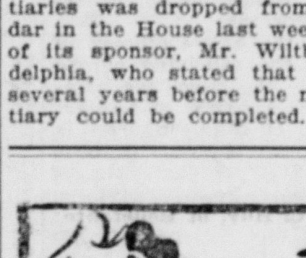 tiaries was dropped from
dar in the House last wee
of its sponsor, Mr. Wilt
delphia, who stated that
several years before the
tiary could be completed.